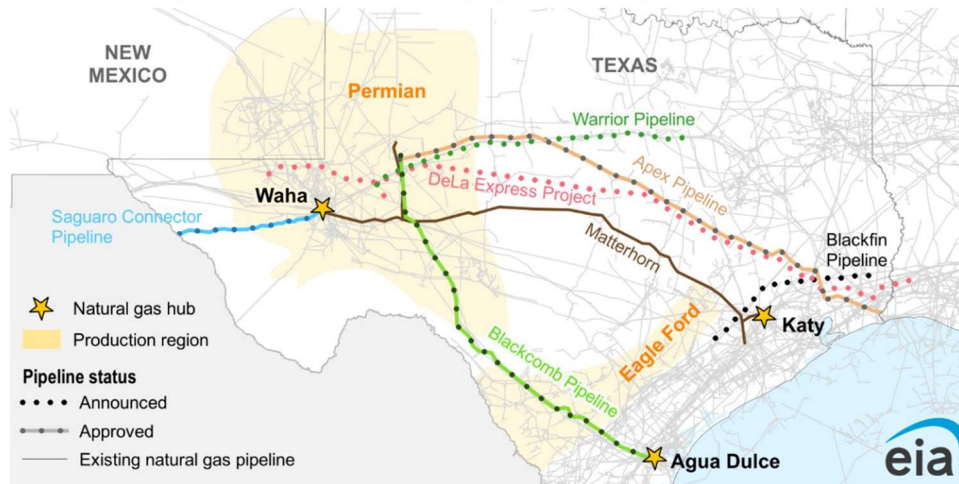 NEW
MEXICO
TEXAS
Permian
Warrior Pipeline
Apex Pipeline
DeLa Express Project
Waha
Saguaro Connector
Pipeline
Matterhorn
Blackfin
Pipeline
Katy
Eagle Ford
Blackcomb Pipeline
Agua Dulce
Natural gas hub
Production region
Pipeline status
Announced
Approved
Existing natural gas pipeline
eia